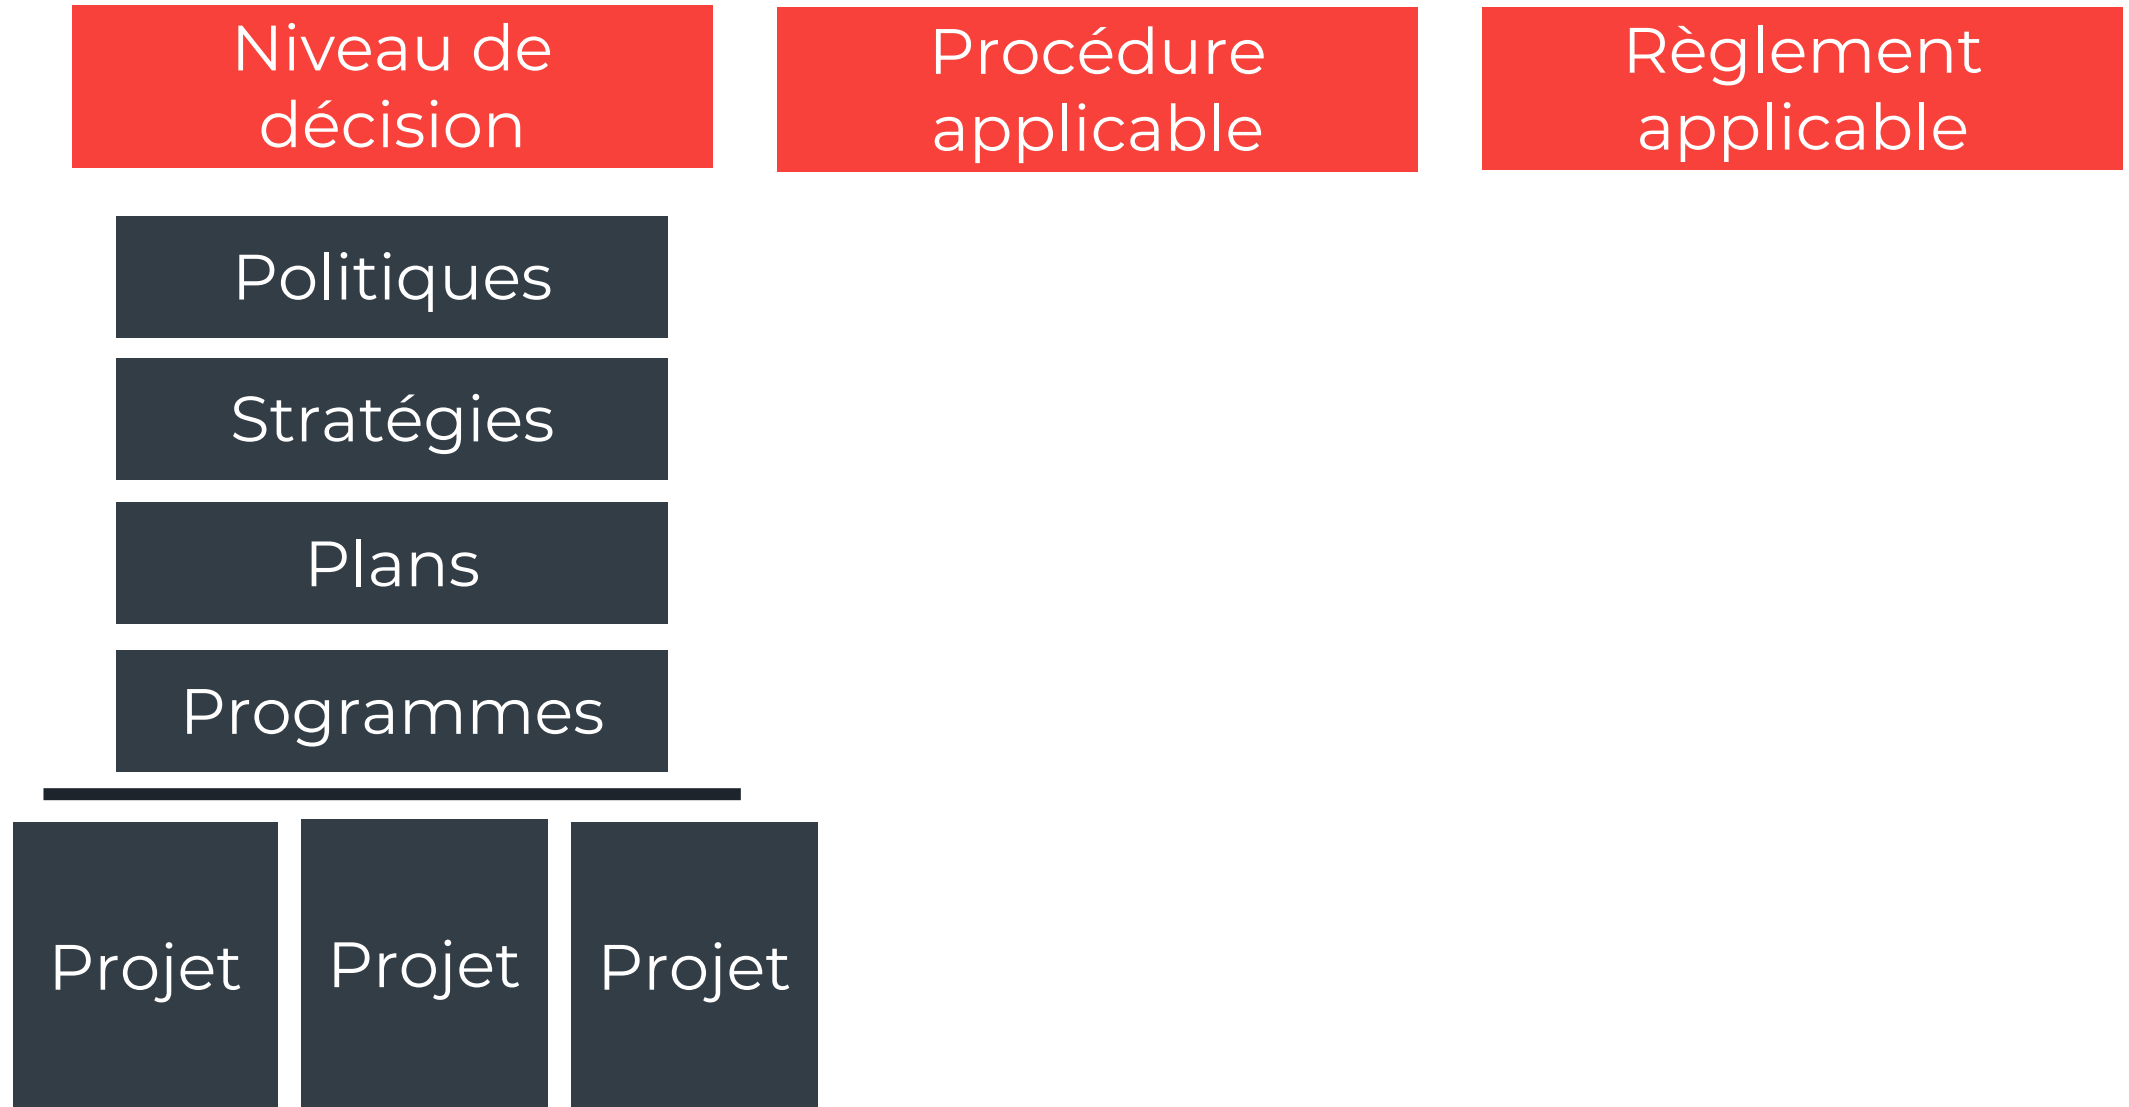 Niveau de
décision
Procédure
applicable
Règlement
applicable
Politiques
Stratégies
Plans
Programmes
Projet
Projet
Projet